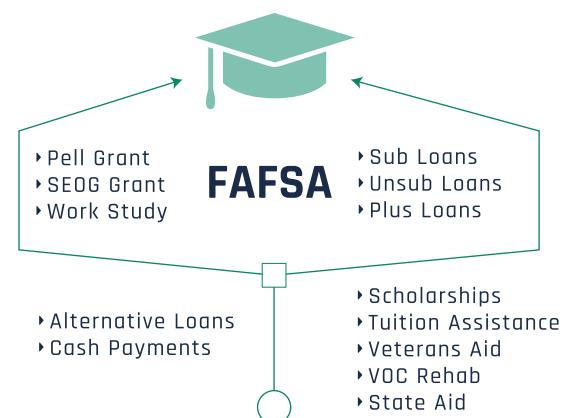 FAFSA
Pell Grant
SEOG Grant
Work Study
Sub Loans
Unsub Loans
Plus Loans
Alternative Loans
Cash Payments
Scholarships
Tuition Assistance
Veterans Aid
VOC Rehab
State Aid